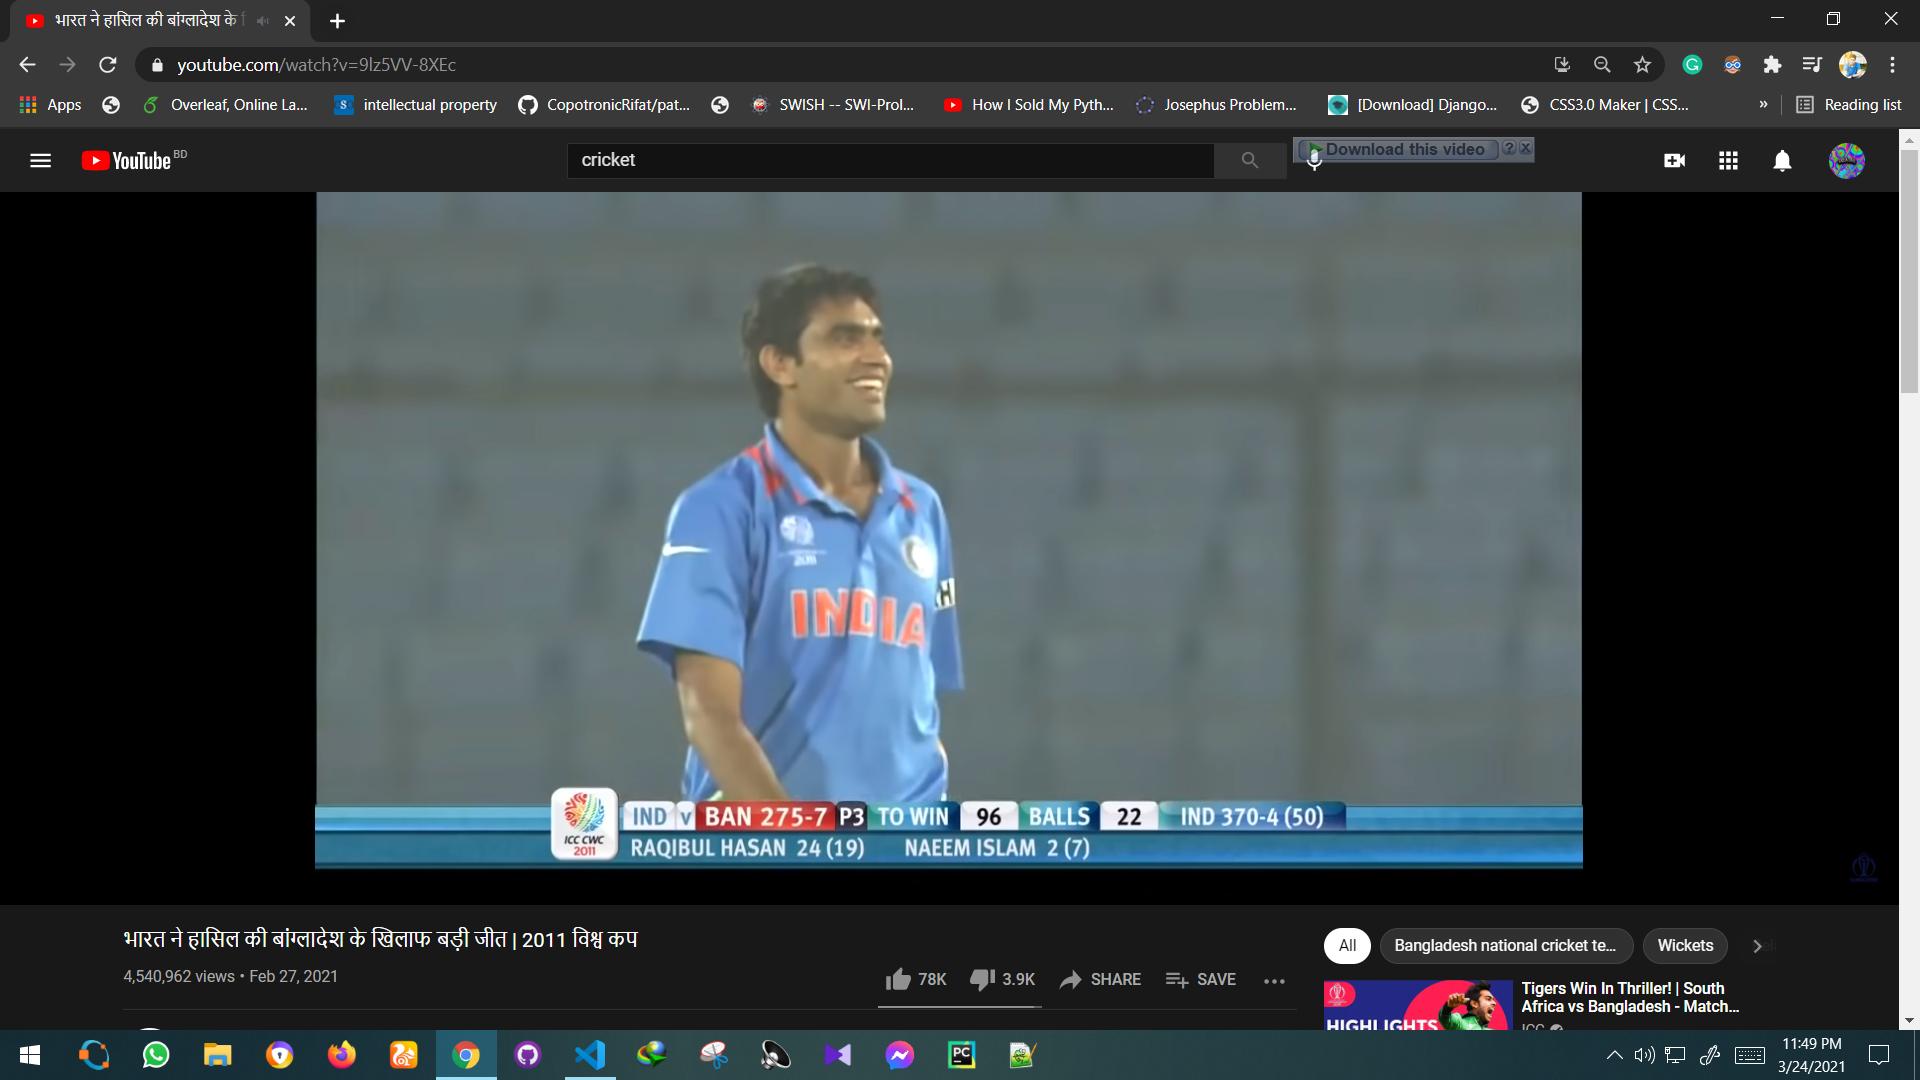 भारत ने हासिल की बांग्लादेश के
youtube.com/watch?v=9lz5VV-8XEc
Apps Overleaf, Online La... intellectual property CopotronicRifat/pat... SWISH -- SWI-Prol... How I Sold My Pyth... Josephus Problem... [Download] Django... CSS3.0 Maker | CSS... » Reading list
YouTube BD cricket Download this video ?
2011
INDIA
IND v BAN 275-7 P3 TO WIN 96 BALLS 22 IND 370-4 (50)
ICC CWC
2011
RAQIBUL HASAN 24 (19) NAEEM ISLAM 2 (7)
भारत ने हासिल की बांग्लादेश के खिलाफ बड़ी जीत | 2011 विश्व कप
4,540,962 views • Feb 27, 2021
78K 3.9K SHARE SAVE ...
All Bangladesh national cricket te... Wickets
Tigers Win In Thriller! | South
Africa vs Bangladesh - Match...
HIGHLIGHTS
ICC
PC
11:49 PM
3/24/2021